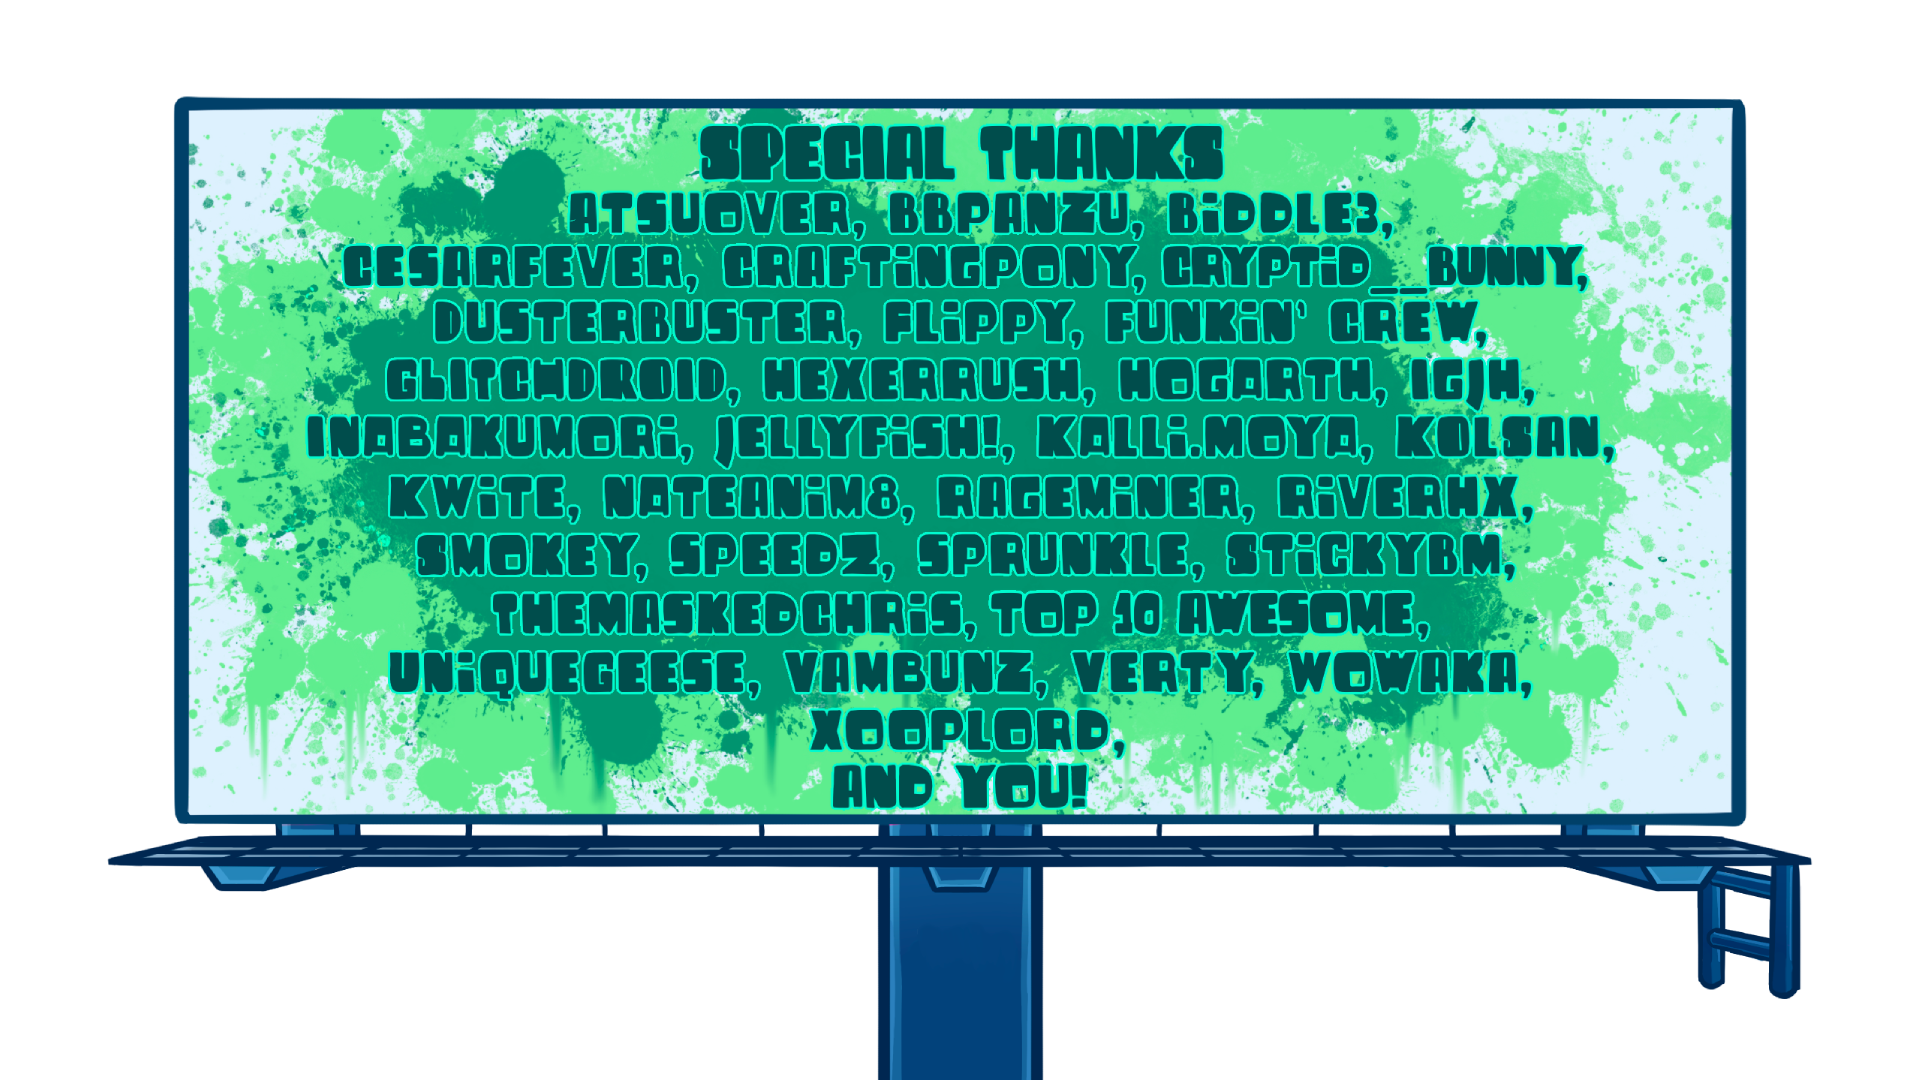 SPECIAL THANKS
ATSUOVER, BBPANZU, BiDDLE3,
CESARFEVER, CRAFTiNGPONY, CRYPTiD__BUNNY,
DUSTERBUSTER, FLiPPY, FUNKiN' CREW,
GLITCHDROID, HEXERRUSH, HOGARTH, IGJH,
INABAKUMORi, JELLYFiSH!, KALLi.MOYA, KOLSAN,
KWiTE, NATEANiM8, RAGEMiNER, RiVERHX,
SMOKEY, SPEEDZ, SPRUNKLE, STiCKYBM,
THEMASKEDCHRiS, TOP 10 AWESOME,
UNiQUEGEESE, VAMBUNZ, VERTY, WOWAKA,
XOOPLORD,
AND YOU!